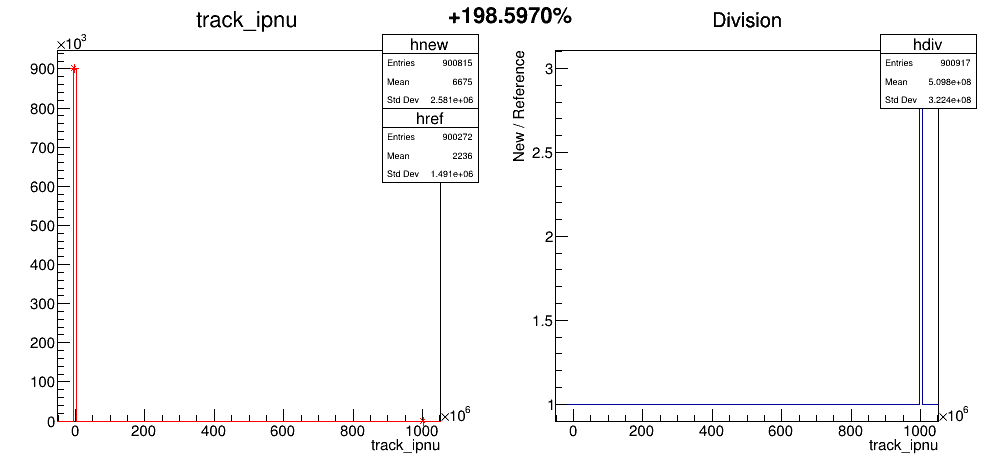 +198.5970%
track_ipnu
×10³
hnew
Entries 900815
Mean 6675
Std Dev 2.581e+06
href
Entries 900272
Mean 2236
Std Dev 1.491e+06
900
800
700
600
500
400
300
200
100
0
0 200 400 600 800 1000
×10⁶
track_ipnu
Division
hdiv
Entries 900917
Mean 5.098e+08
Std Dev 3.224e+08
New / Reference
3
2.5
2
1.5
1
0 200 400 600 800 1000
×10⁶
track_ipnu